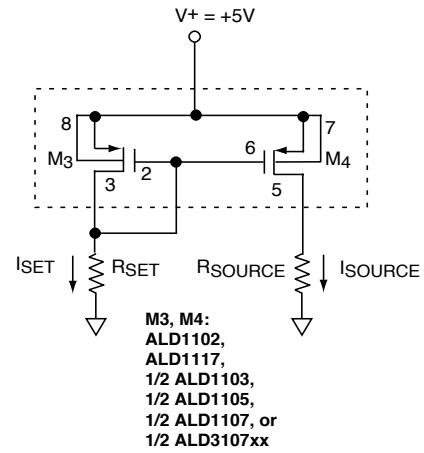 V+ = +5V
8
7
M3
3
2
6
5
M4
ISET
RSET
RSOURCE
ISOURCE
M3, M4:
ALD1102,
ALD1117,
1/2 ALD1103,
1/2 ALD1105,
1/2 ALD1107, or
1/2 ALD3107xx